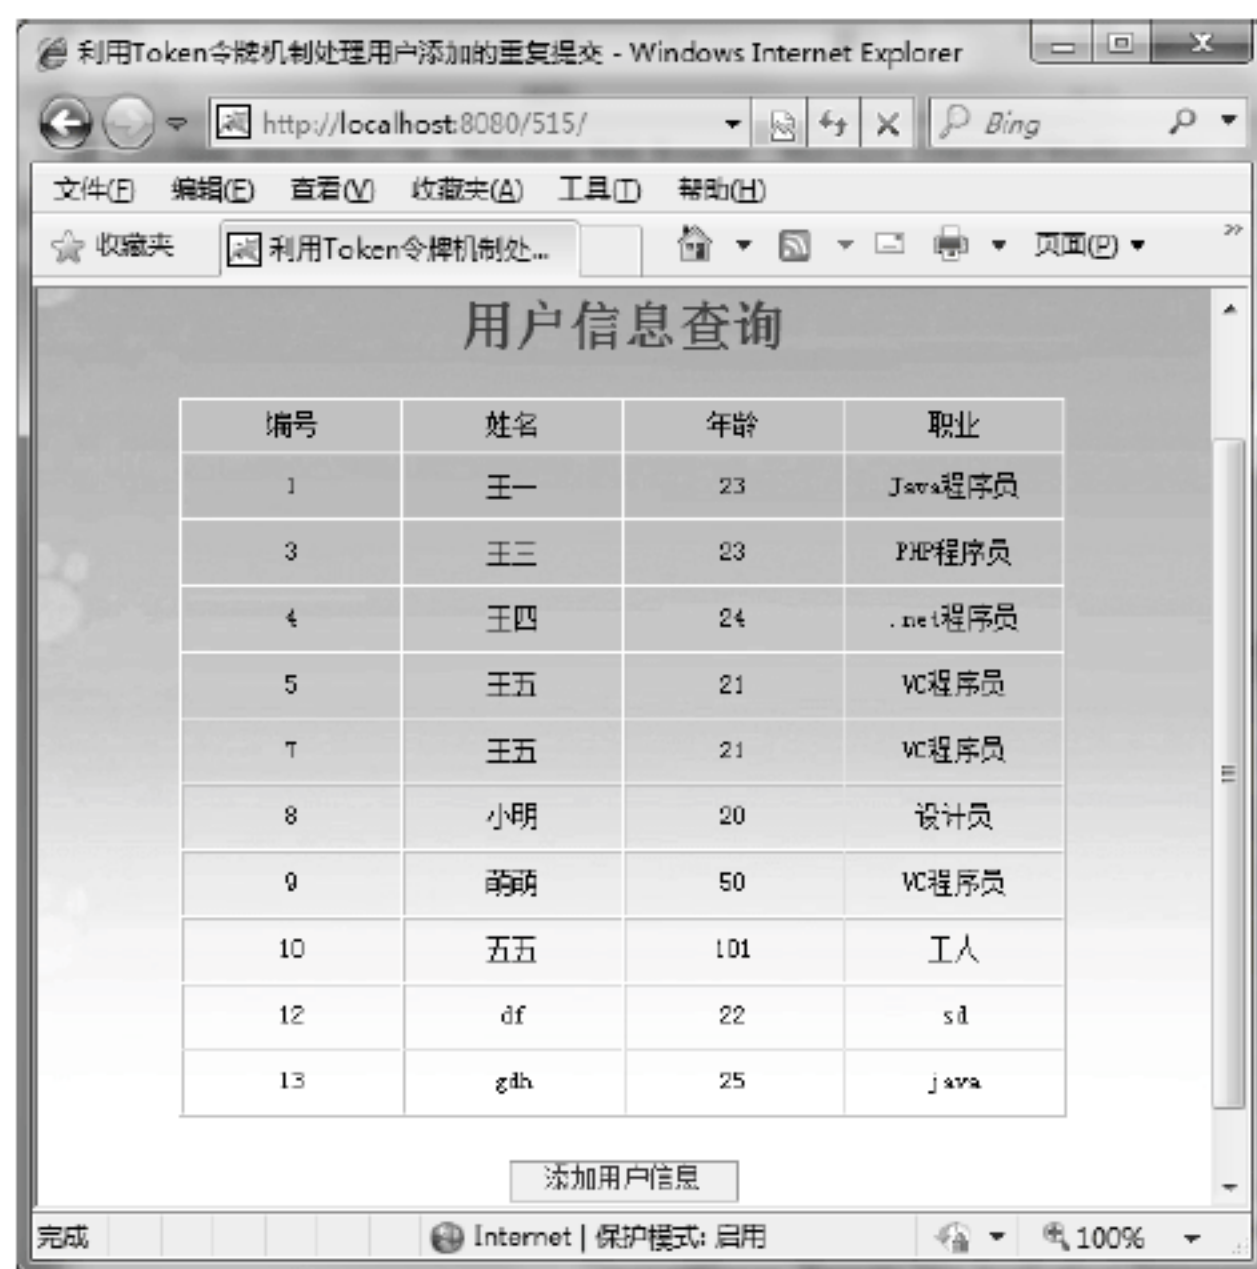 利用Token令牌机制处理用户添加的重复提交 - Windows Internet Explorer
http://localhost:8080/515/ Bing
文件(F) 编辑(E) 查看(V) 收藏夹(A) 工具(T) 帮助(H)
收藏夹 利用Token令牌机制处... 页面(P) »
用户信息查询
编号 姓名 年龄 职业
1 王一 23 Java程序员
3 王三 23 PHP程序员
4 王四 24 .net程序员
5 王五 21 VC程序员
7 王五 21 VC程序员
8 小明 20 设计员
9 萌萌 50 VC程序员
10 五五 101 工人
12 df 22 sd
13 gdh 25 java
添加用户信息
完成 Internet | 保护模式: 启用 100%